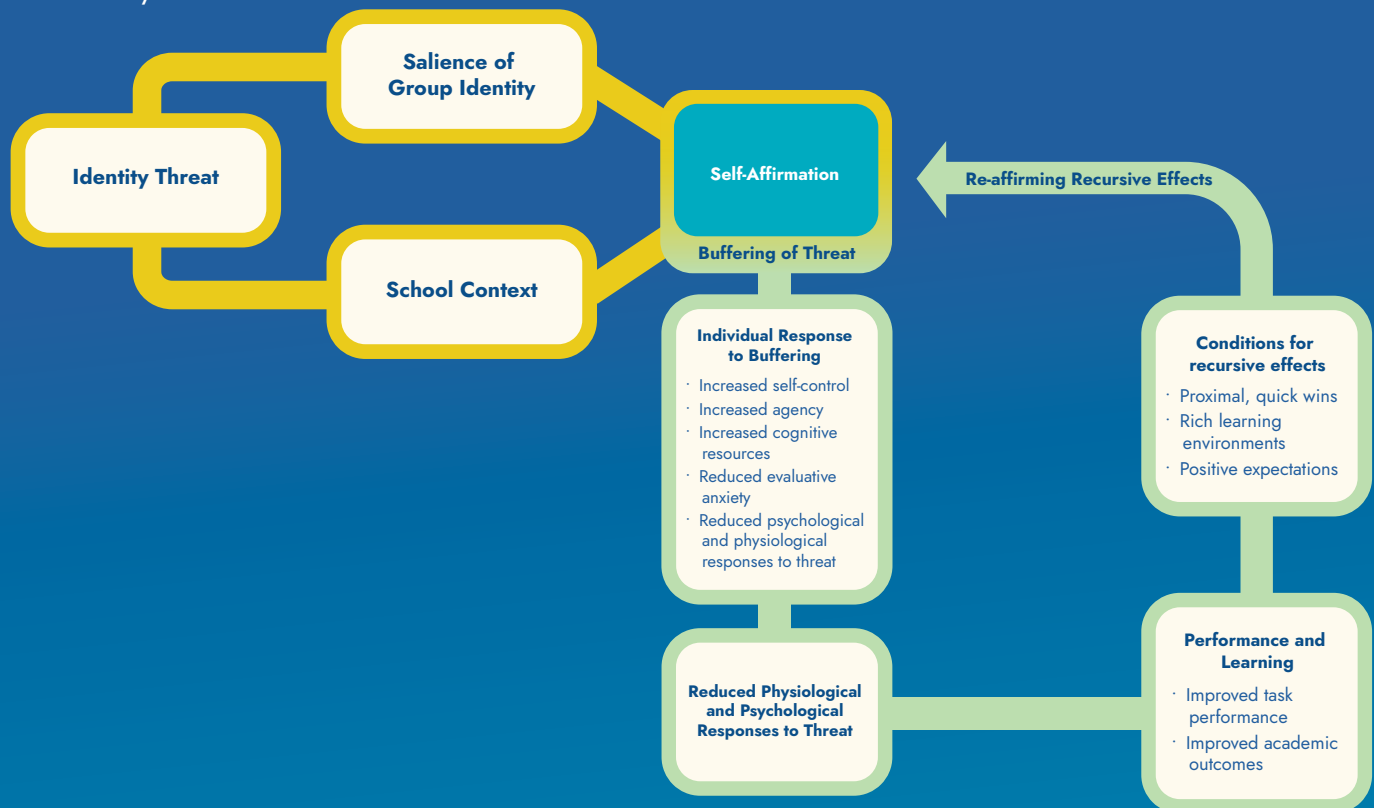 Salience of
Group Identity
Identity Threat
School Context
Self-Affirmation
Buffering of Threat
Re-affirming Recursive Effects
Individual Response
to Buffering
· Increased self-control
· Increased agency
· Increased cognitive
resources
· Reduced evaluative
anxiety
· Reduced psychological
and physiological
responses to threat
Reduced Physiological
and Psychological
Responses to Threat
Performance and
Learning
· Improved task
performance
· Improved academic
outcomes
Conditions for
recursive effects
· Proximal, quick wins
· Rich learning
environments
· Positive expectations